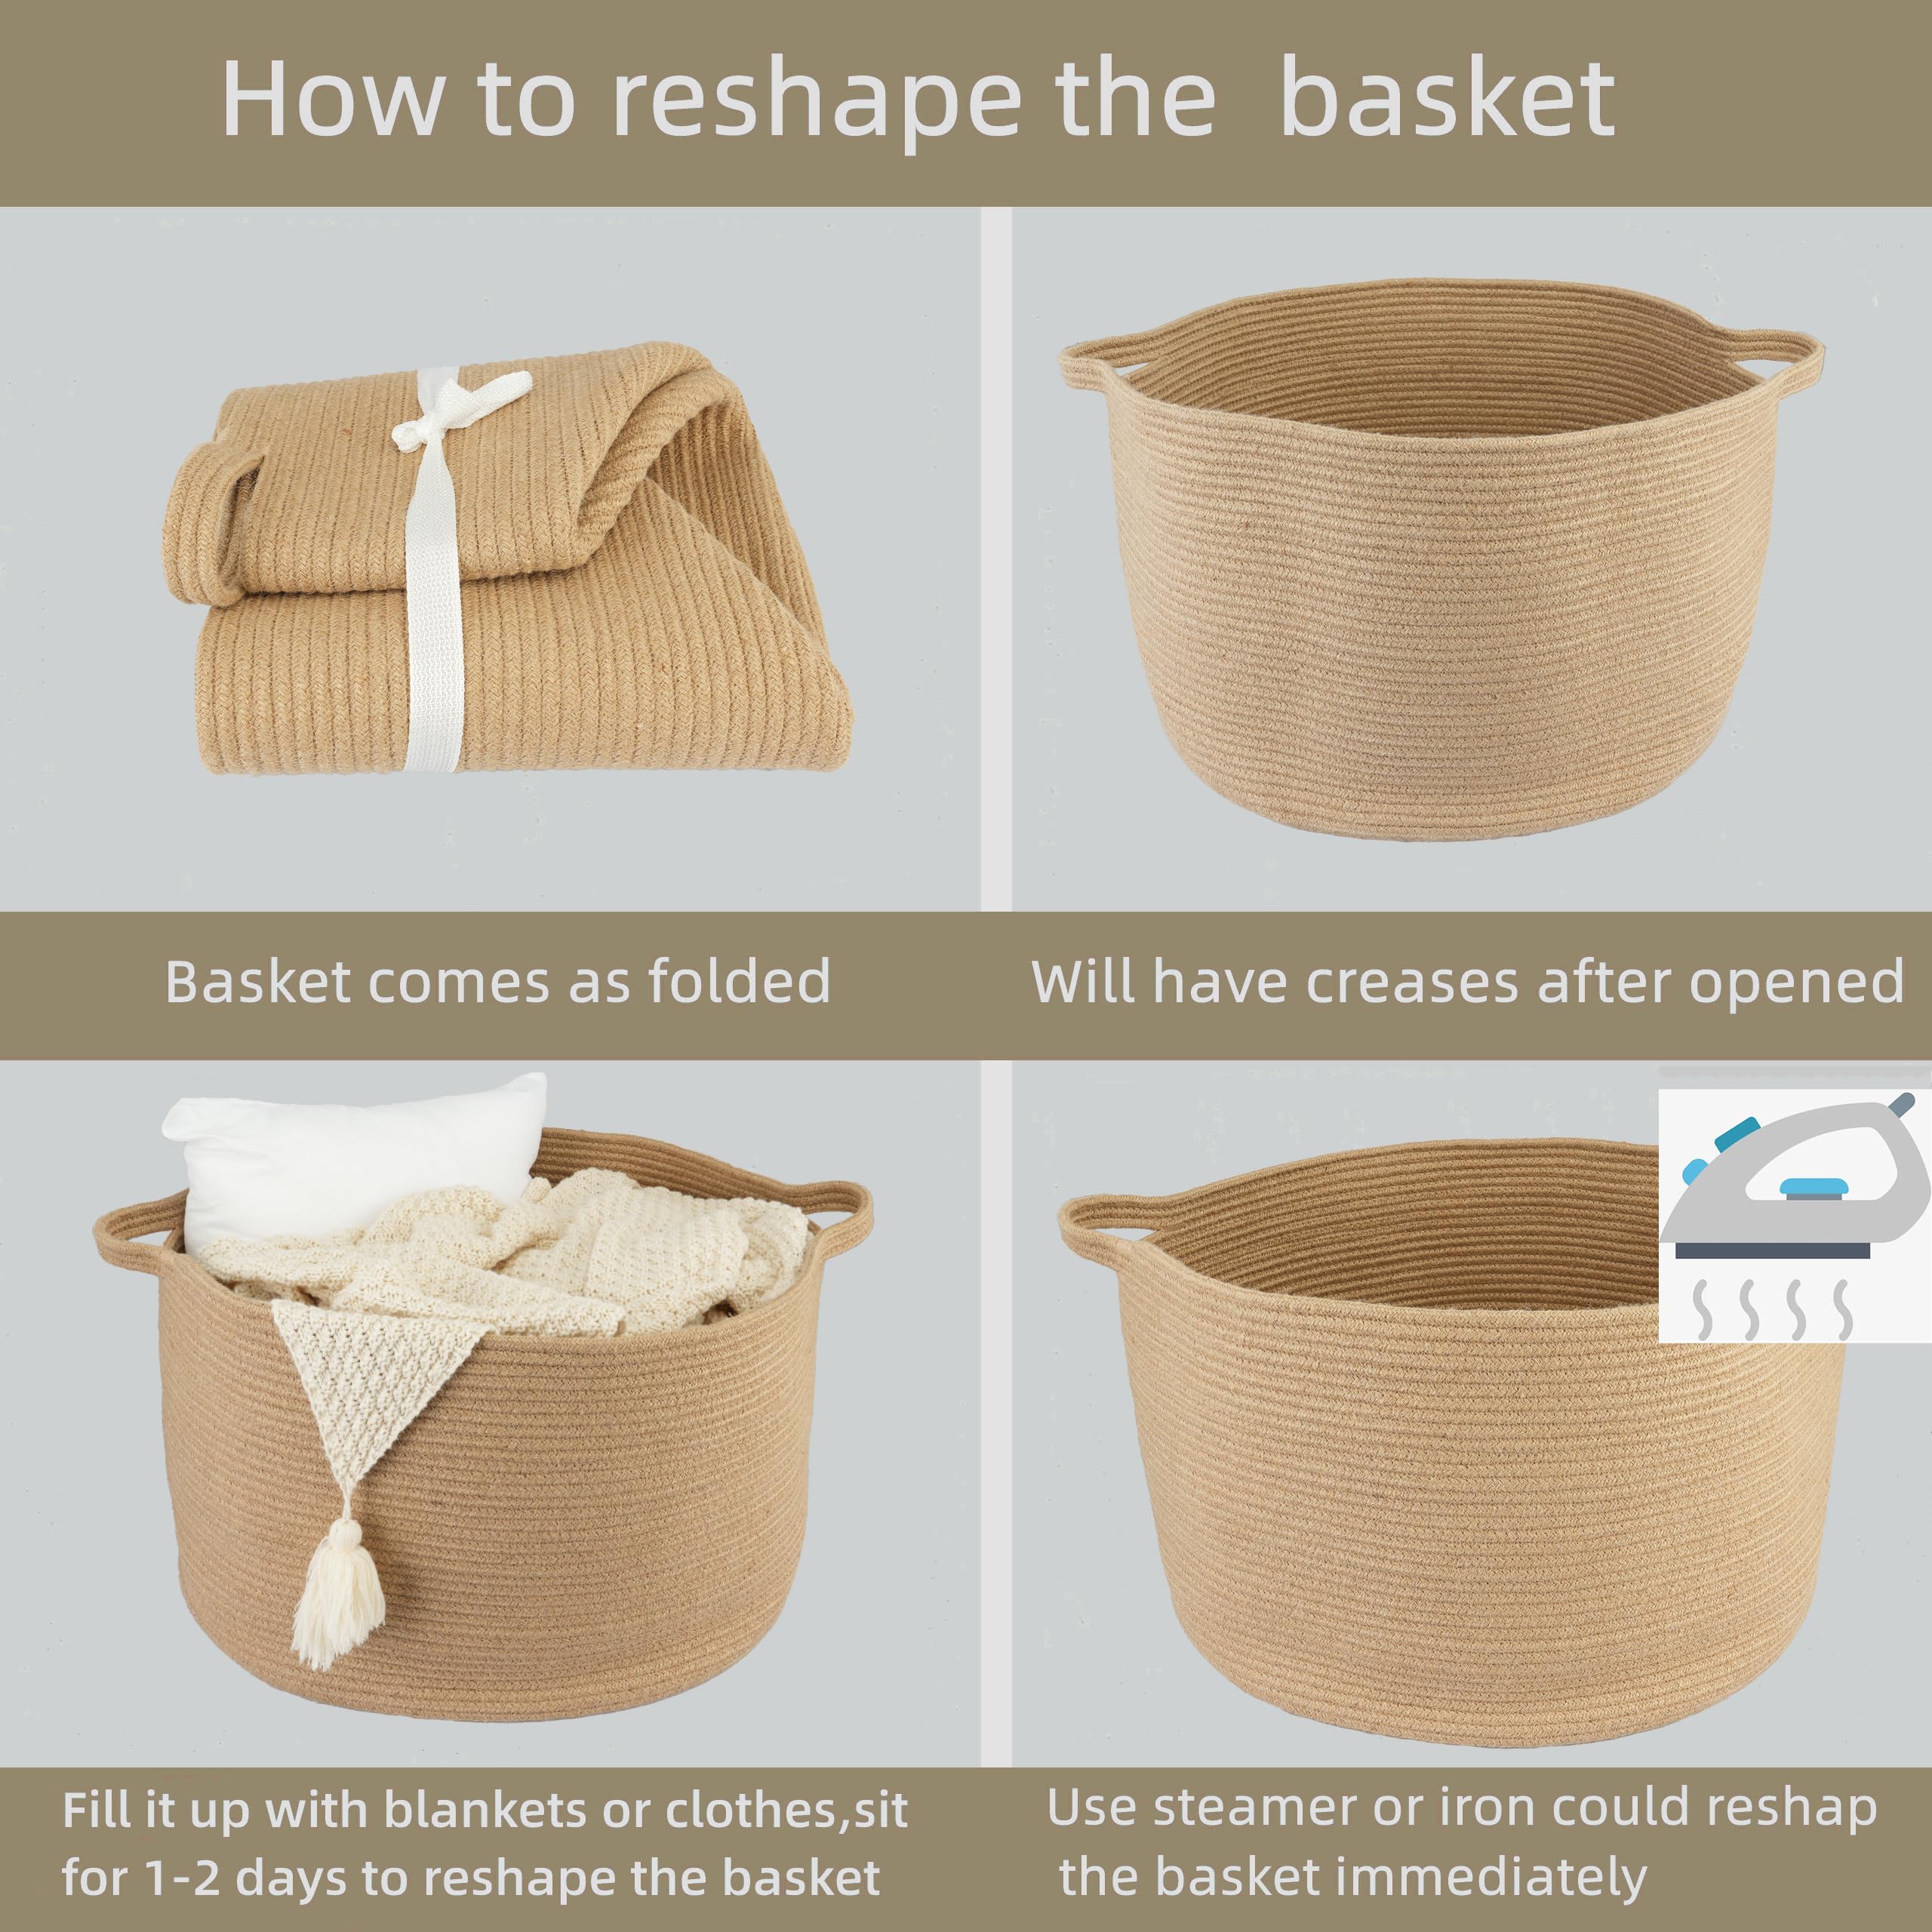 How to reshape the basket
Basket comes as folded
Will have creases after opened
Fill it up with blankets or clothes,sit
for 1-2 days to reshape the basket
Use steamer or iron could reshap
the basket immediately